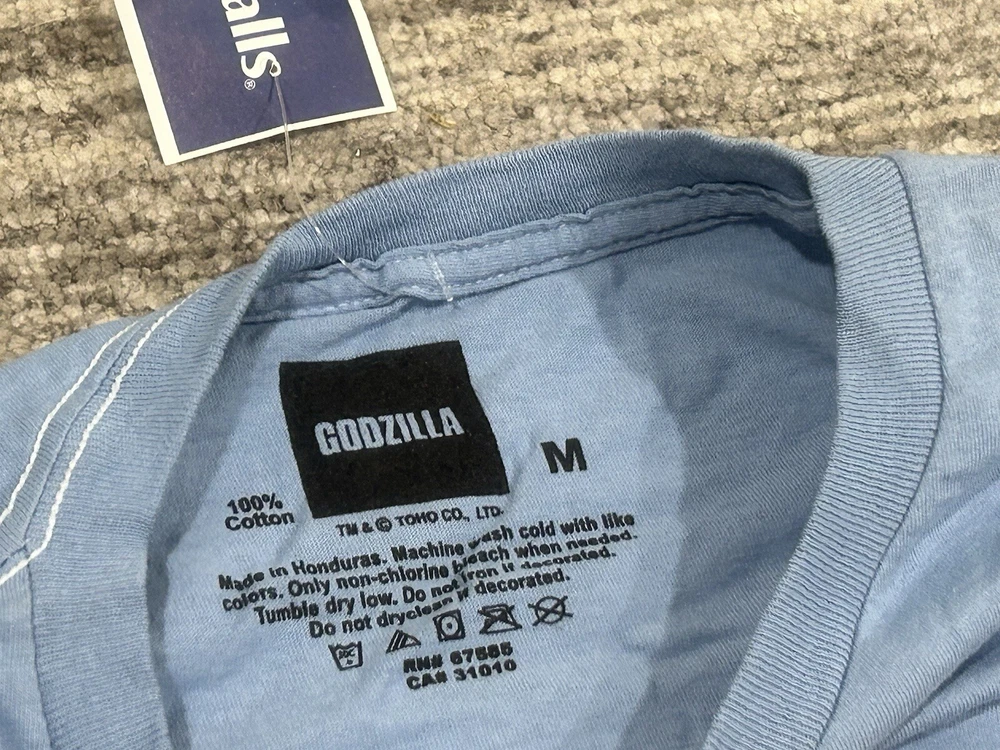 alls®
GODZILLA
M
100%
Cotton
TM & © TOHO CO., LTD.
Made in Honduras. Machine wash cold with like
colors. Only non-chlorine bleach when needed.
Tumble dry low. Do not iron if decorated.
Do not dryclean if decorated.
RN# 67585
CA# 31010